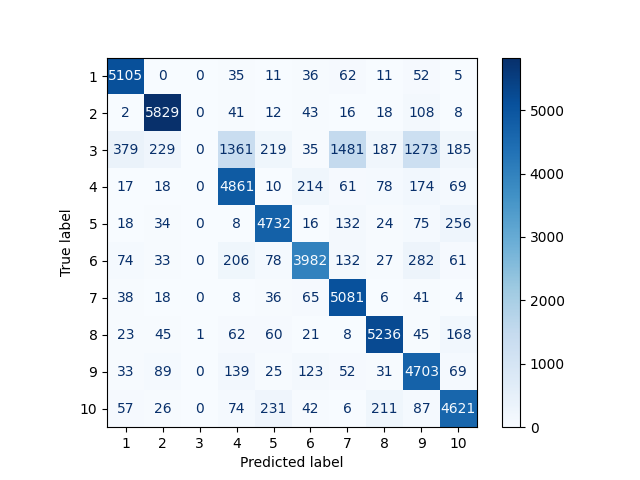 1 5105 0 0 35 11 36 62 11 52 5
2 2 5829 0 41 12 43 16 18 108 8
3 379 229 0 1361 219 35 1481 187 1273 185
4 17 18 0 4861 10 214 61 78 174 69
5 18 34 0 8 4732 16 132 24 75 256
6 74 33 0 206 78 3982 132 27 282 61
7 38 18 0 8 36 65 5081 6 41 4
8 23 45 1 62 60 21 8 5236 45 168
9 33 89 0 139 25 123 52 31 4703 69
10 57 26 0 74 231 42 6 211 87 4621
1 2 3 4 5 6 7 8 9 10
Predicted label
True label
5000
4000
3000
2000
1000
0